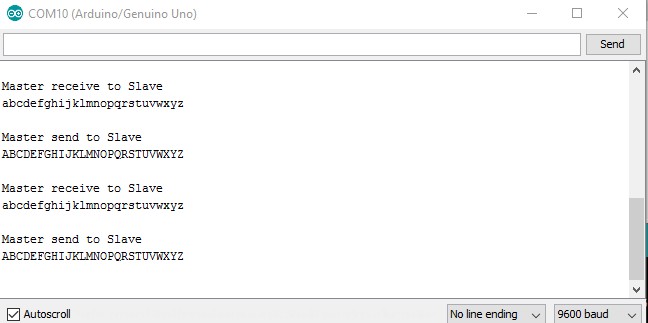 COM10 (Arduino/Genuino Uno)
Send
Master receive to Slave
abcdefghijklmnopqrstuvwxyz
Master send to Slave
ABCDEFGHIJKLMNOPQRSTUVWXYZ
Master receive to Slave
abcdefghijklmnopqrstuvwxyz
Master send to Slave
ABCDEFGHIJKLMNOPQRSTUVWXYZ
Autoscroll
No line ending
9600 baud